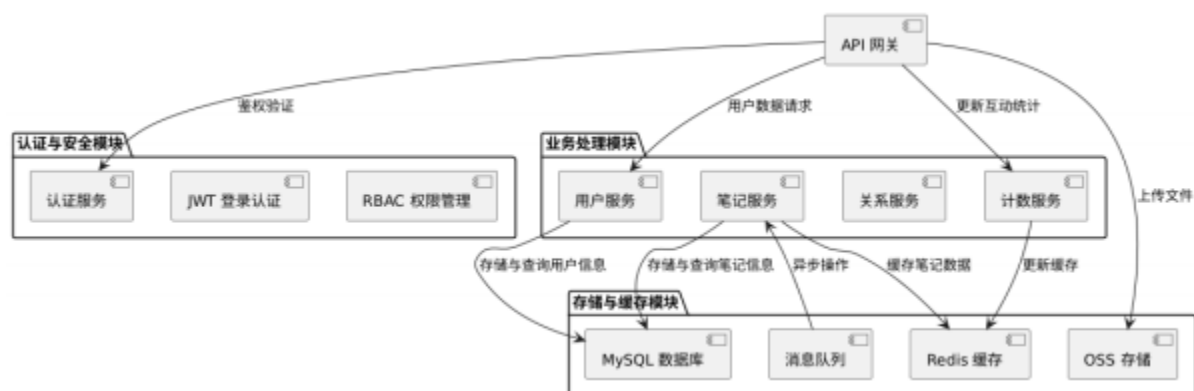 API 网关
鉴权验证
用户数据请求
更新互动统计
认证与安全模块
业务处理模块
认证服务
JWT 登录认证
RBAC 权限管理
用户服务
笔记服务
关系服务
计数服务
上传文件
存储与查询用户信息
存储与查询笔记信息
异步操作
缓存笔记数据
更新缓存
存储与缓存模块
MySQL 数据库
消息队列
Redis 缓存
OSS 存储